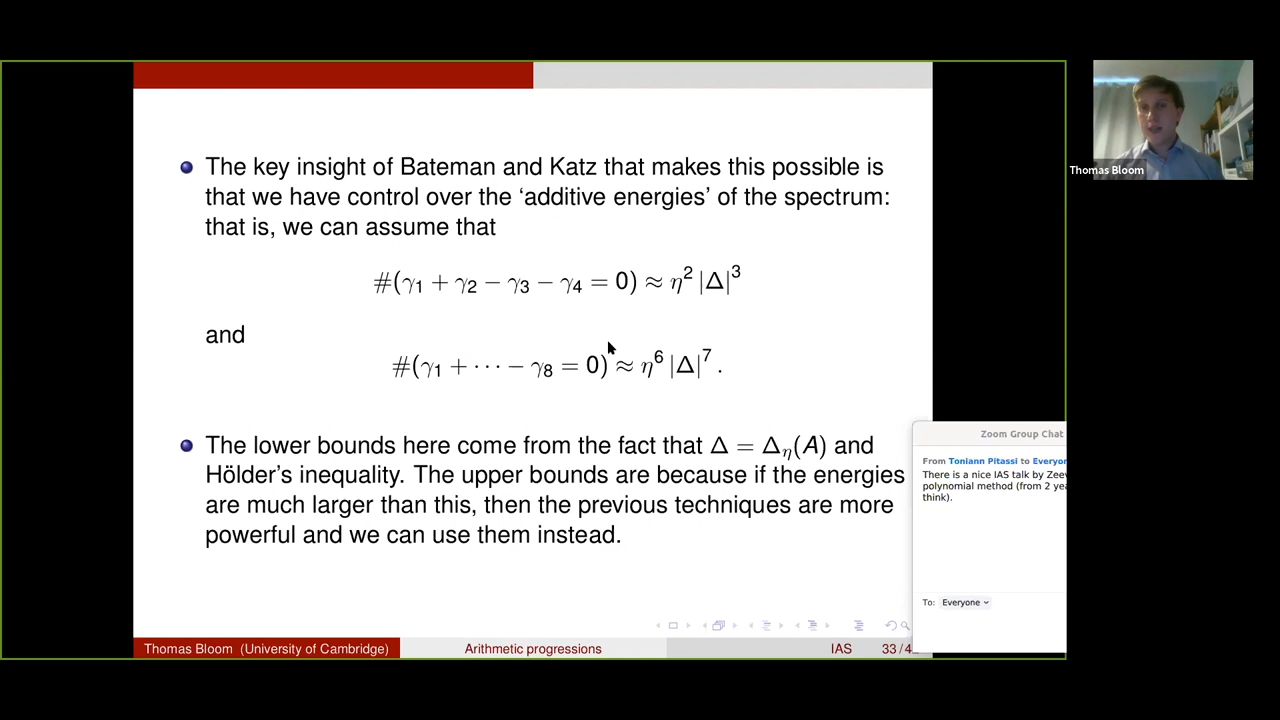 The key insight of Bateman and Katz that makes this possible is
that we have control over the ‘additive energies’ of the spectrum:
that is, we can assume that
#(γ₁ + γ₂ − γ₃ − γ₄ = 0) ≈ η² |Δ|³
and
#(γ₁ + ⋯ − γ₈ = 0) ≈ η⁶ |Δ|⁷ .
The lower bounds here come from the fact that Δ = Δ_η(A) and
Hölder's inequality. The upper bounds are because if the energies
are much larger than this, then the previous techniques are more
powerful and we can use them instead.
Thomas Bloom (University of Cambridge)
Arithmetic progressions
IAS
33 / 4
Thomas Bloom
Zoom Group Chat
From Toniann Pitassi to
There is a nice IAS talk by
polynomial method (from 2
think).
To: Everyone